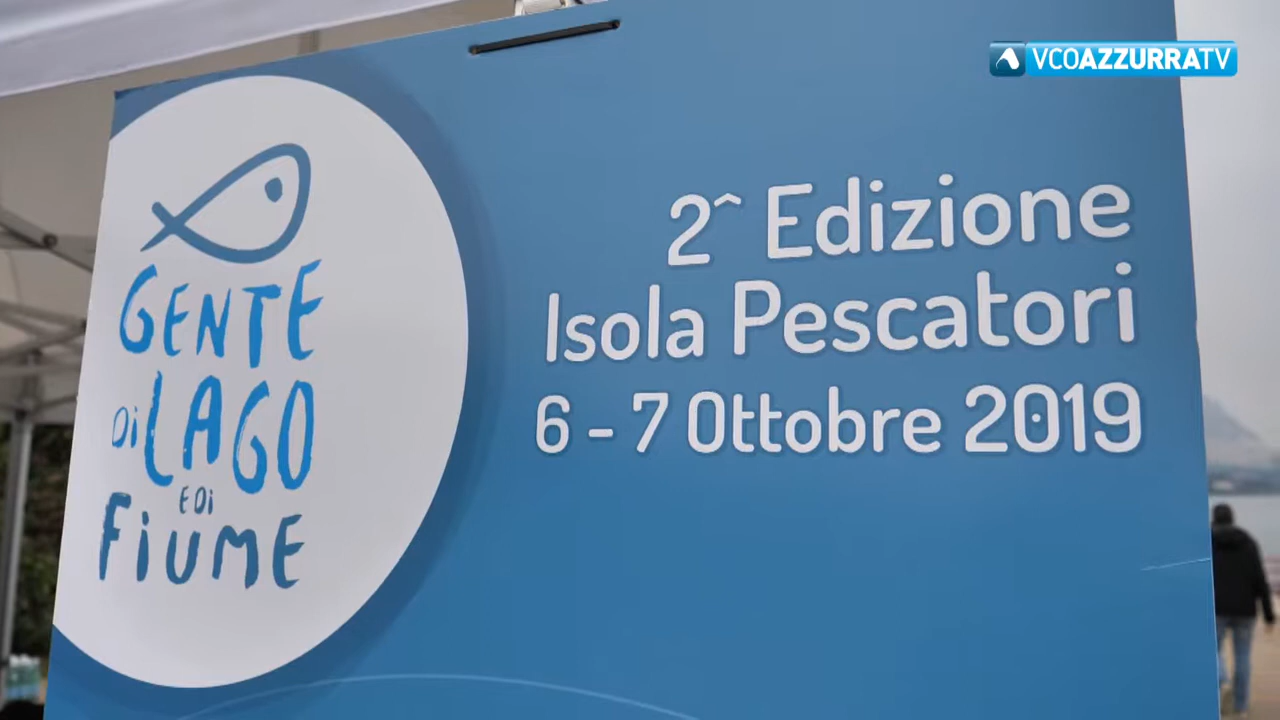 VCOAZZURRATV
2^ Edizione
Isola Pescatori
6 - 7 Ottobre 2019
GENTE
Di LAGO
E Di
FiUME